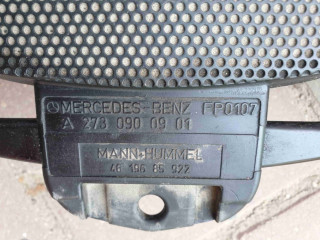 MERCEDES-BENZ FP0107
A 273 090 09 01
MANN+HUMMEL
46 196 85 922